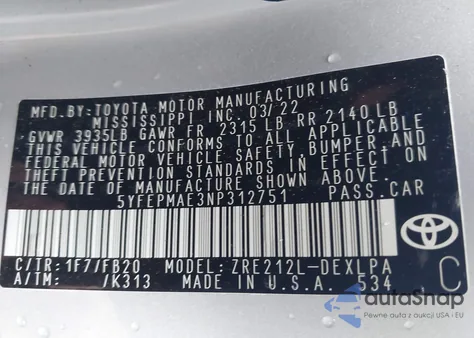 MFD. BY: TOYOTA MOTOR MANUFACTURING
MISSISSIPPI INC. 03/22
GVWR 3935LB GAWR FR 2315 LB RR 2140 LB
THIS VEHICLE CONFORMS TO ALL APPLICABLE
FEDERAL MOTOR VEHICLE SAFETY, BUMPER, AND
THEFT PREVENTION STANDARDS IN EFFECT ON
THE DATE OF MANUFACTURE SHOWN ABOVE.
5YFEPMAE3NP312751 PASS.CAR
C/TR: 1F7/FB20 MODEL: ZRE212L-DEXLPA
A/TM: /K313 MADE IN U.S.A. 534
C
autaShop
Pewne auta z aukcji USA - EU